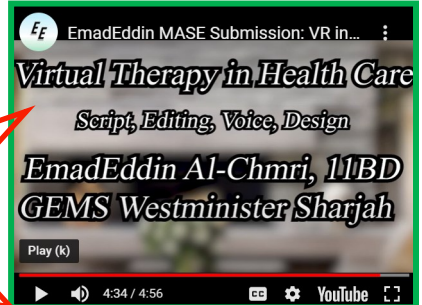 EE
EmadEddin MASE Submission: VR in...
Virtual Therapy in Health Care
Script, Editing, Voice, Design
EmadEddin Al-Chmri, 11BD
GEMS Westminister Sharjah
Play (k)
4:34 / 4:56
CC
YouTube